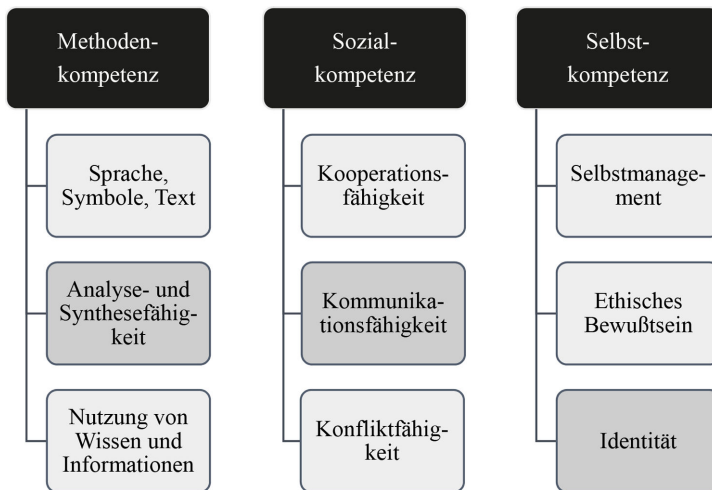 Methoden-
kompetenz
Sprache,
Symbole, Text
Analyse- und
Synthesefähig-
keit
Nutzung von
Wissen und
Informationen
Sozial-
kompetenz
Kooperations-
fähigkeit
Kommunika-
tionsfähigkeit
Konfliktfähig-
keit
Selbst-
kompetenz
Selbstmanage-
ment
Ethisches
Bewußtsein
Identität